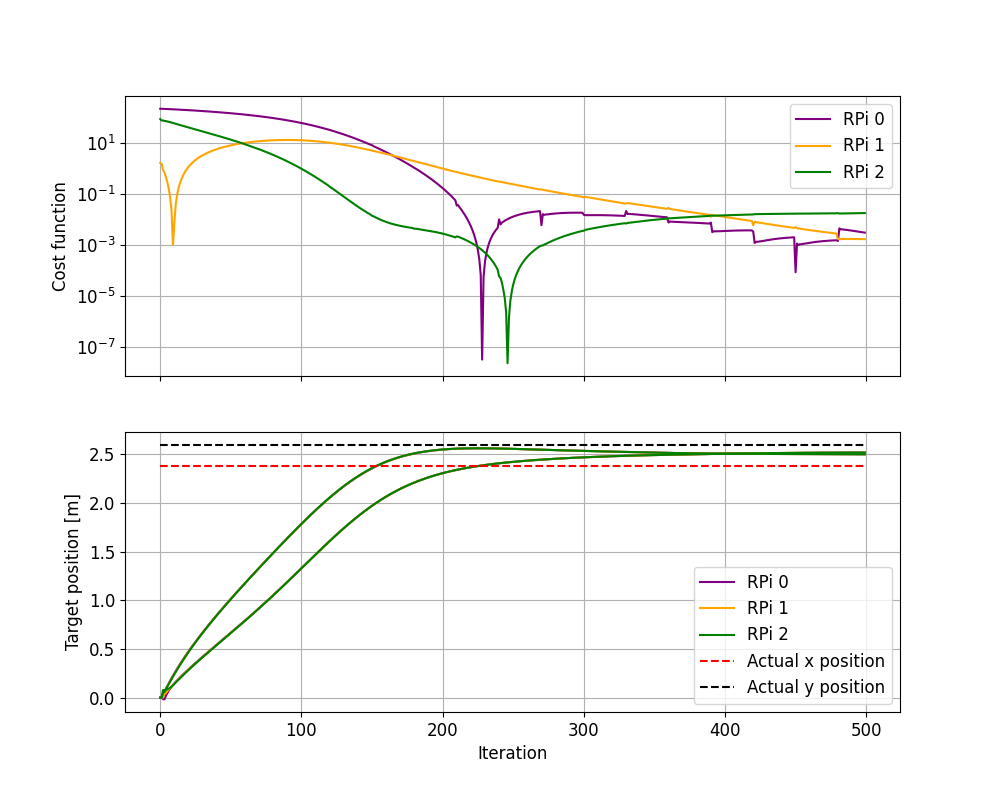 Cost function
10¹
10⁻¹
10⁻³
10⁻⁵
10⁻⁷
RPi 0
RPi 1
RPi 2
Target position [m]
2.5
2.0
1.5
1.0
0.5
0.0
RPi 0
RPi 1
RPi 2
Actual x position
Actual y position
0 100 200 300 400 500
Iteration